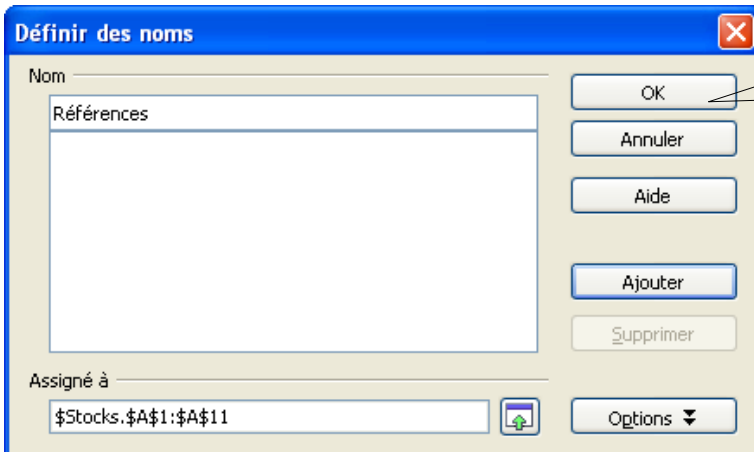 Définir des noms
Nom
Références
OK
Annuler
Aide
Ajouter
Supprimer
Assigné à
$Stocks.$A$1:$A$11
Options